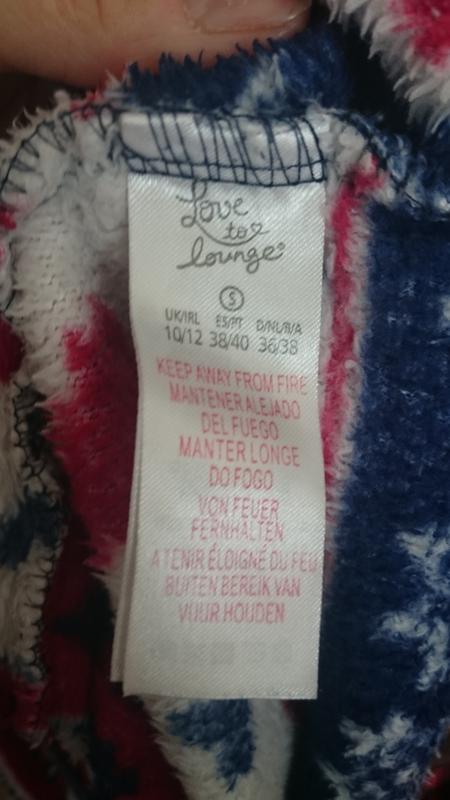 Love
to
lounge
S
UK/IRL ES/PT D/NL/B/A
10/12 38/40 36/38
KEEP AWAY FROM FIRE
MANTENER ALEJADO
DEL FUEGO
MANTER LONGE
DO FOGO
VON FEUER
FERNHALTEN
A TENIR ÉLOIGNÉ DU FEU
BUITEN BEREIK VAN
VUUR HOUDEN